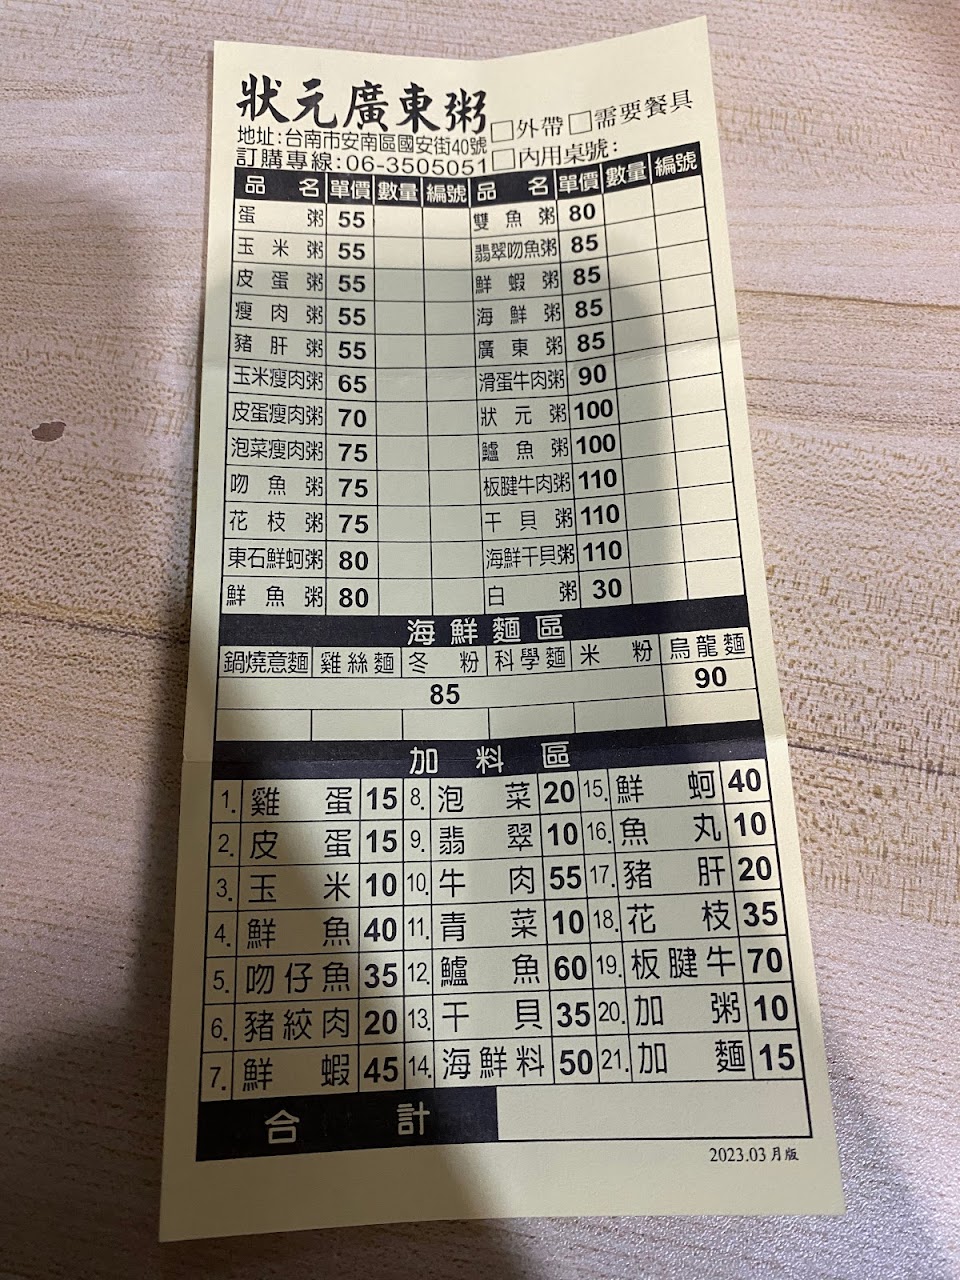 狀元廣東粥
□外帶 □需要餐具
地址:台南市安南區國安街40號
訂購專線:06-3505051 □內用桌號:
品名 單價 數量 編號 品名 單價 數量 編號
蛋粥 55 雙魚粥 80
玉米粥 55 翡翠吻魚粥 85
皮蛋粥 55 鮮蝦粥 85
瘦肉粥 55 海鮮粥 85
豬肝粥 55 廣東粥 85
玉米瘦肉粥 65 滑蛋牛肉粥 90
皮蛋瘦肉粥 70 狀元粥 100
泡菜瘦肉粥 75 鱸魚粥 100
吻魚粥 75 板腱牛肉粥 110
花枝粥 75 干貝粥 110
東石鮮蚵粥 80 海鮮干貝粥 110
鮮魚粥 80 白粥 30
海鮮麵區
鍋燒意麵 雞絲麵 冬粉 科學麵 米粉 烏龍麵
85 90
加料區
1. 雞蛋 15 8. 泡菜 20 15. 鮮蚵 40
2. 皮蛋 15 9. 翡翠 10 16. 魚丸 10
3. 玉米 10 10. 牛肉 55 17. 豬肝 20
4. 鮮魚 40 11. 青菜 10 18. 花枝 35
5. 吻仔魚 35 12. 鱸魚 60 19. 板腱牛 70
6. 豬絞肉 20 13. 干貝 35 20. 加粥 10
7. 鮮蝦 45 14. 海鮮料 50 21. 加麵 15
合計
2023.03月版